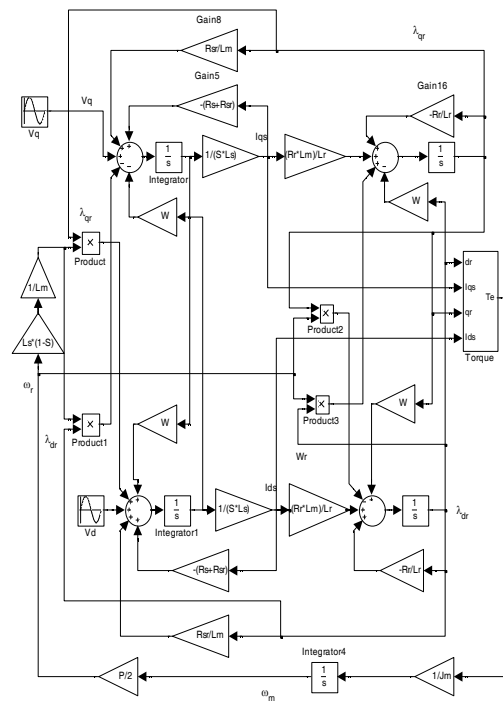 Gain8
λqr
Rsr/Lm
Gain5
Gain16
-(Rs+Rsr)
-Rr/Lr
Vq
Vq
1
s
Integrator
1/(S*Ls)
Iqs
(Rr*Lm)/Lr
1
s
W
W
λqr
X
Product
1/Lm
dr
Iqs
qr
Ids
Te
Torque
X
Product2
Ls*(1-S)
ωr
X
Product1
λdr
X
Product3
W
W
Wr
Ids
Vd
1
s
Integrator1
1/(S*Ls)
(Rr*Lm)/Lr
1
s
λdr
-(Rs+Rsr)
-Rr/Lr
Rsr/Lm
Integrator4
P/2
1
s
1/Jm
ωm